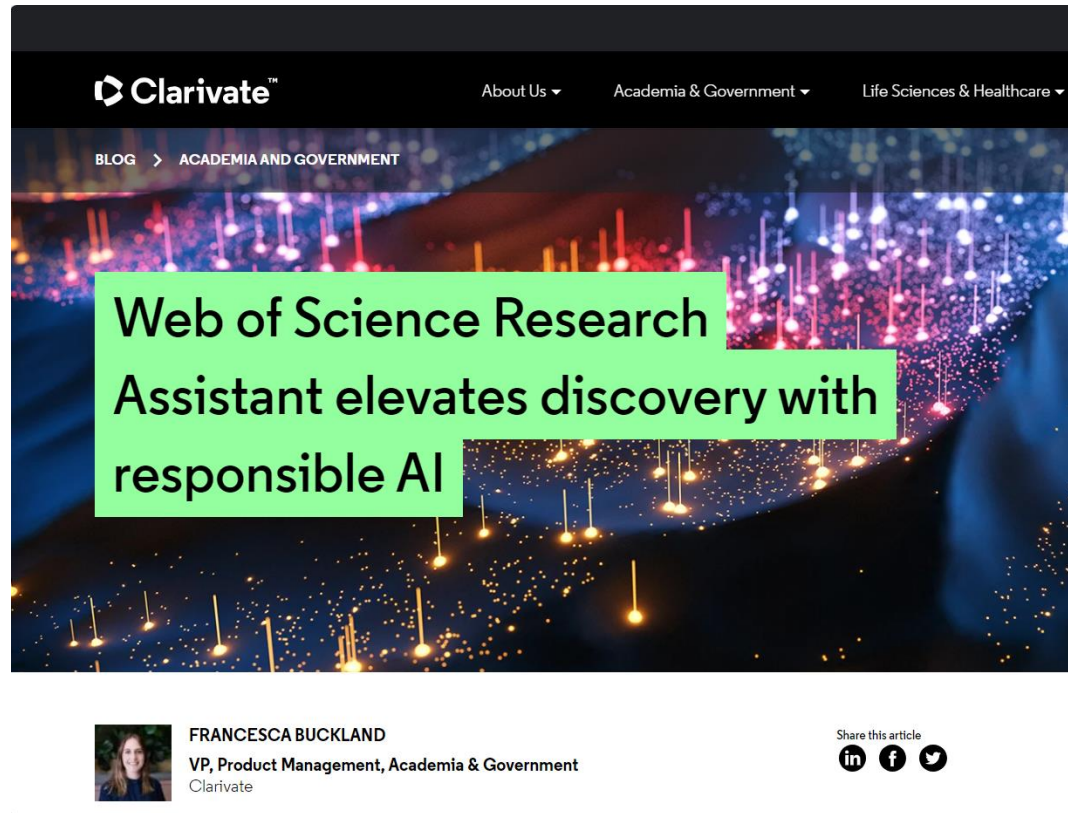 Clarivate™
About Us
Academia & Government
Life Sciences & Healthcare
BLOG > ACADEMIA AND GOVERNMENT
Web of Science Research
Assistant elevates discovery with
responsible AI
FRANCESCA BUCKLAND
VP, Product Management, Academia & Government
Clarivate
Share this article